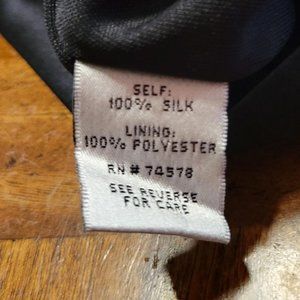 SELF:
100% SILK
LINING:
100% POLYESTER
RN # 74578
SEE REVERSE
FOR CARE